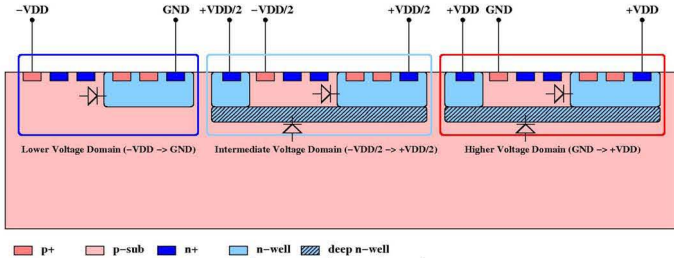 −VDD GND +VDD/2 −VDD/2 +VDD/2 +VDD GND +VDD
Lower Voltage Domain (−VDD −> GND) Intermediate Voltage Domain (−VDD/2 −> +VDD/2) Higher Voltage Domain (GND −> +VDD)
p+ p−sub n+ n−well deep n−well